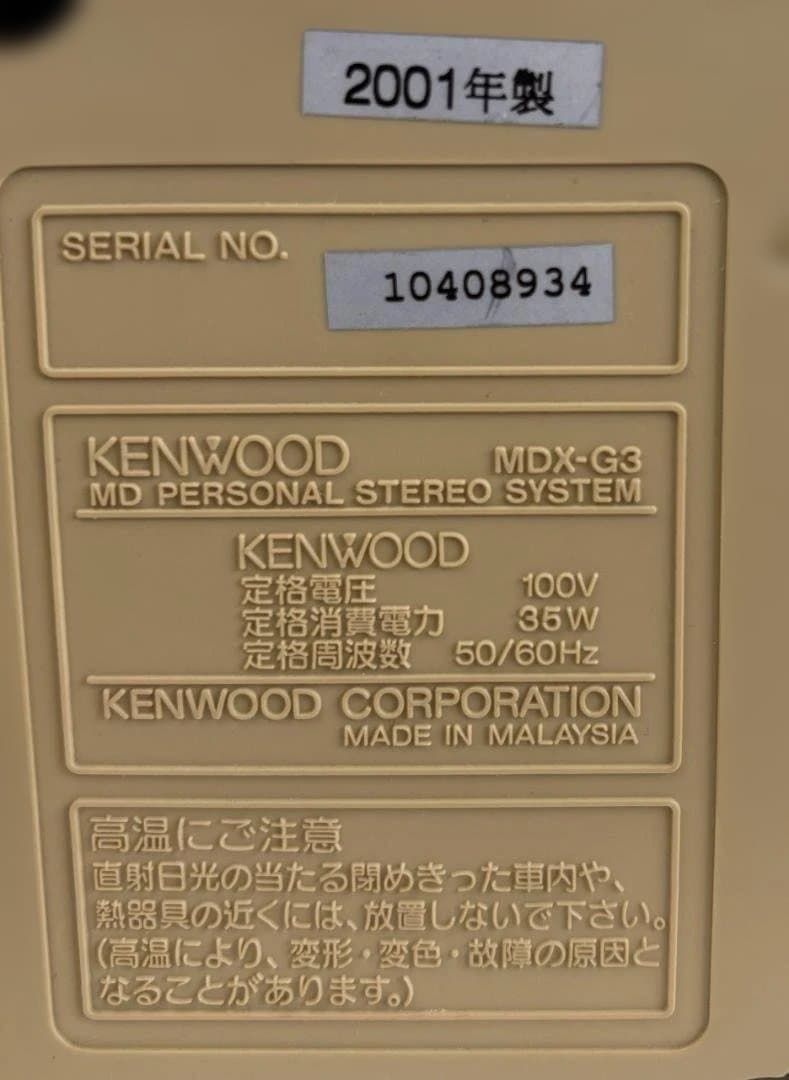 2001年製
SERIAL NO.
10408934
KENWOOD MDX-G3
MD PERSONAL STEREO SYSTEM
KENWOOD
定格電圧 100V
定格消費電力 35W
定格周波数 50/60Hz
KENWOOD CORPORATION
MADE IN MALAYSIA
高温にご注意
直射日光の当たる閉めきった車内や、
熱器具の近くには、放置しないで下さい。
(高温により、変形・変色・故障の原因と
なることがあります。)